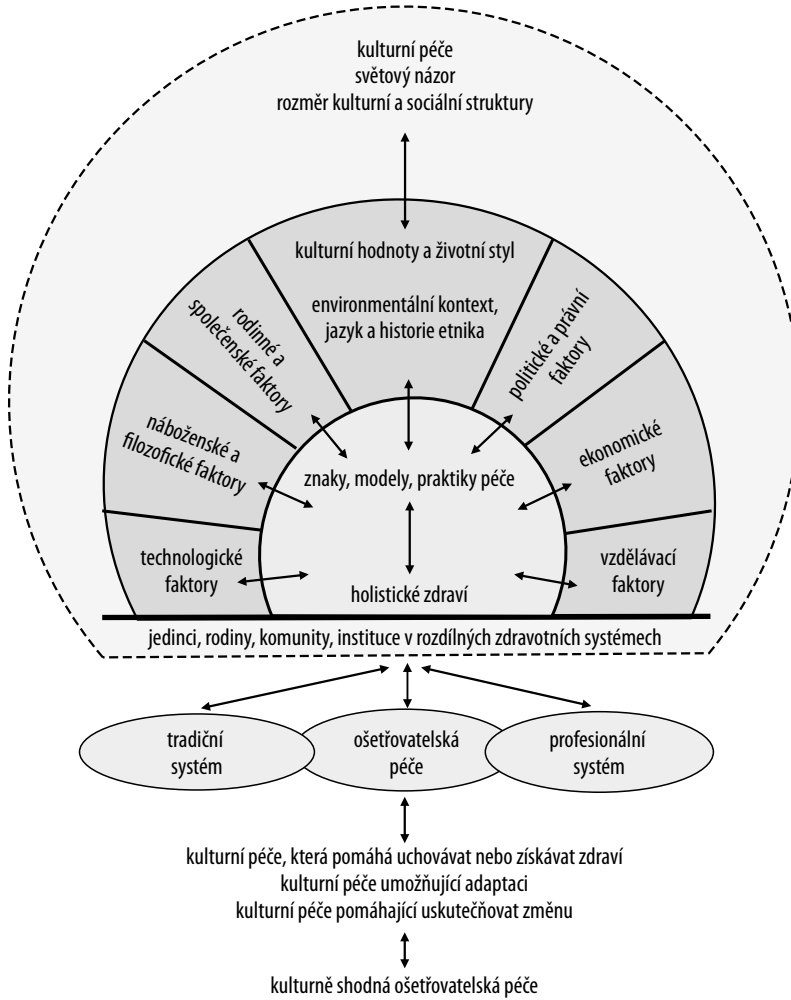 kulturní péče
světový názor
rozměr kulturní a sociální struktury
kulturní hodnoty a životní styl
environmentální kontext,
jazyk a historie etnika
rodinné a
společenské faktory
politické a právní
faktory
náboženské a
filozofické faktory
ekonomické
faktory
technologické
faktory
vzdělávací
faktory
znaky, modely, praktiky péče
holistické zdraví
jedinci, rodiny, komunity, instituce v rozdílných zdravotních systémech
tradiční
systém
ošetřovatelská
péče
profesionální
systém
kulturní péče, která pomáhá uchovávat nebo získávat zdraví
kulturní péče umožňující adaptaci
kulturní péče pomáhající uskutečňovat změnu
kulturně shodná ošetřovatelská péče